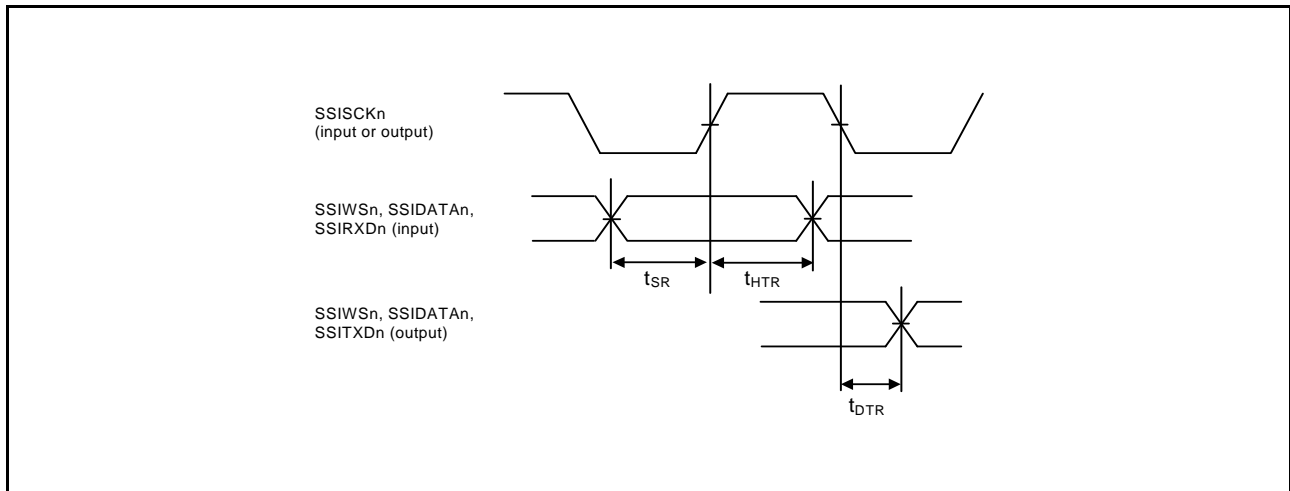 SSISCKn
(input or output)
SSIWSn, SSIDATAn,
SSIRXDn (input)
tSR
tHTR
SSIWSn, SSIDATAn,
SSITXDn (output)
tDTR